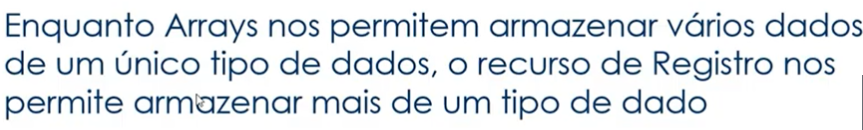 Enquanto Arrays nos permitem armazenar vários dados
de um único tipo de dados, o recurso de Registro nos
permite armazenar mais de um tipo de dado